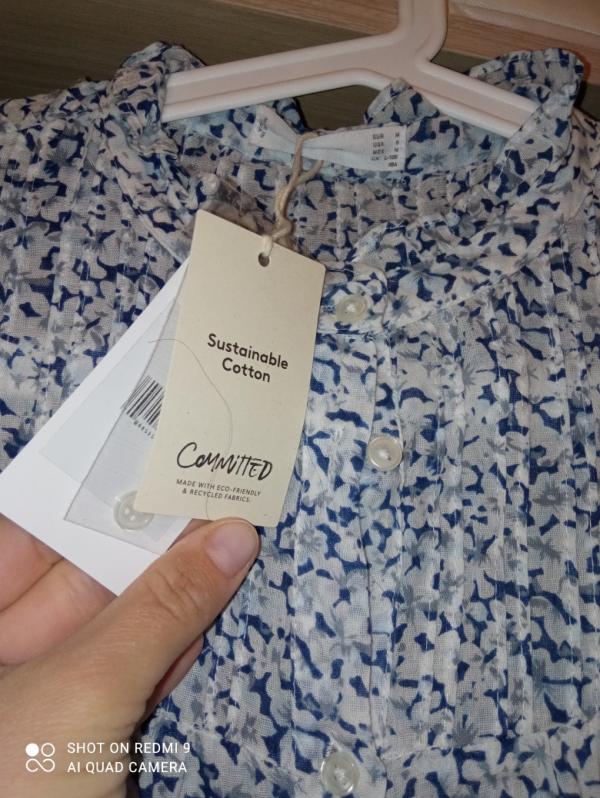 EUR M
USA
MEX
Sustainable
Cotton
COMMITTED
MADE WITH ECO-FRIENDLY
& RECYCLED FABRICS.
SHOT ON REDMI 9
AI QUAD CAMERA